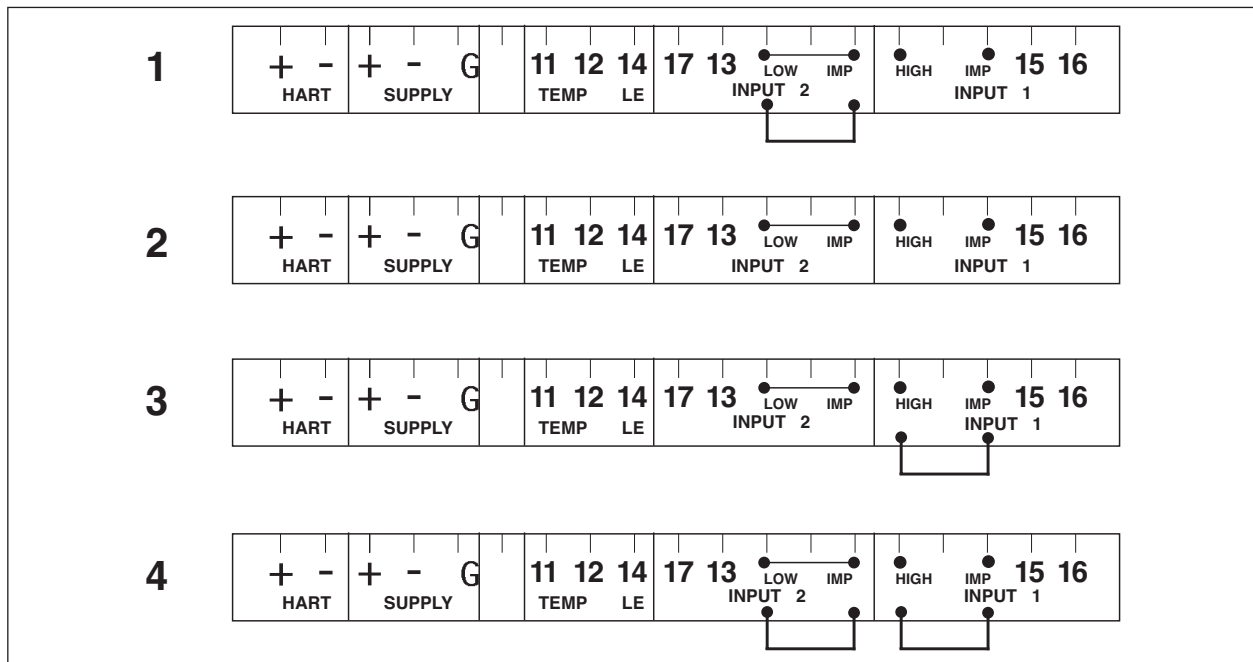 1
+ - + - G 11 12 14 17 13 LOW IMP HIGH IMP 15 16
HART SUPPLY TEMP LE INPUT 2 INPUT 1
2
+ - + - G 11 12 14 17 13 LOW IMP HIGH IMP 15 16
HART SUPPLY TEMP LE INPUT 2 INPUT 1
3
+ - + - G 11 12 14 17 13 LOW IMP HIGH IMP 15 16
HART SUPPLY TEMP LE INPUT 2 INPUT 1
4
+ - + - G 11 12 14 17 13 LOW IMP HIGH IMP 15 16
HART SUPPLY TEMP LE INPUT 2 INPUT 1